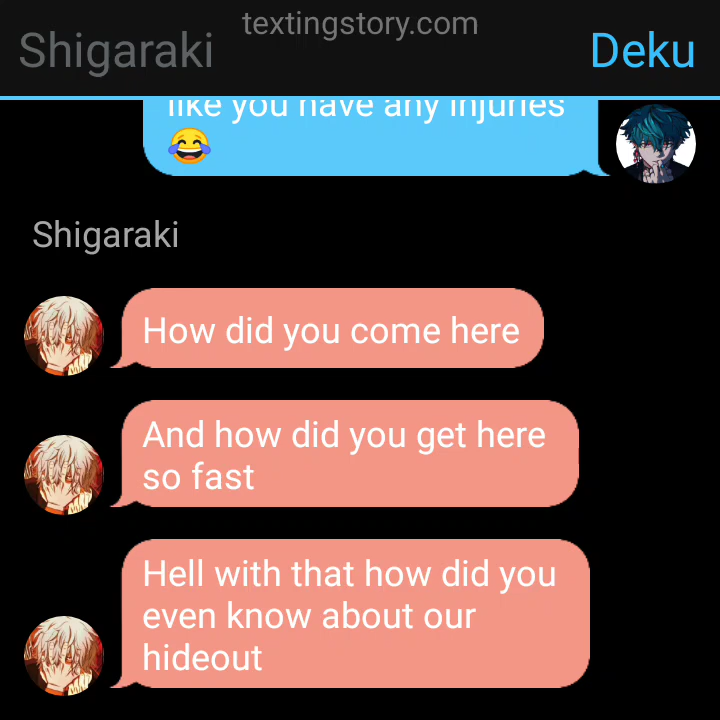 textingstory.com
Shigaraki
Deku
like you have any injuries
😂
Shigaraki
How did you come here
And how did you get here
so fast
Hell with that how did you
even know about our
hideout